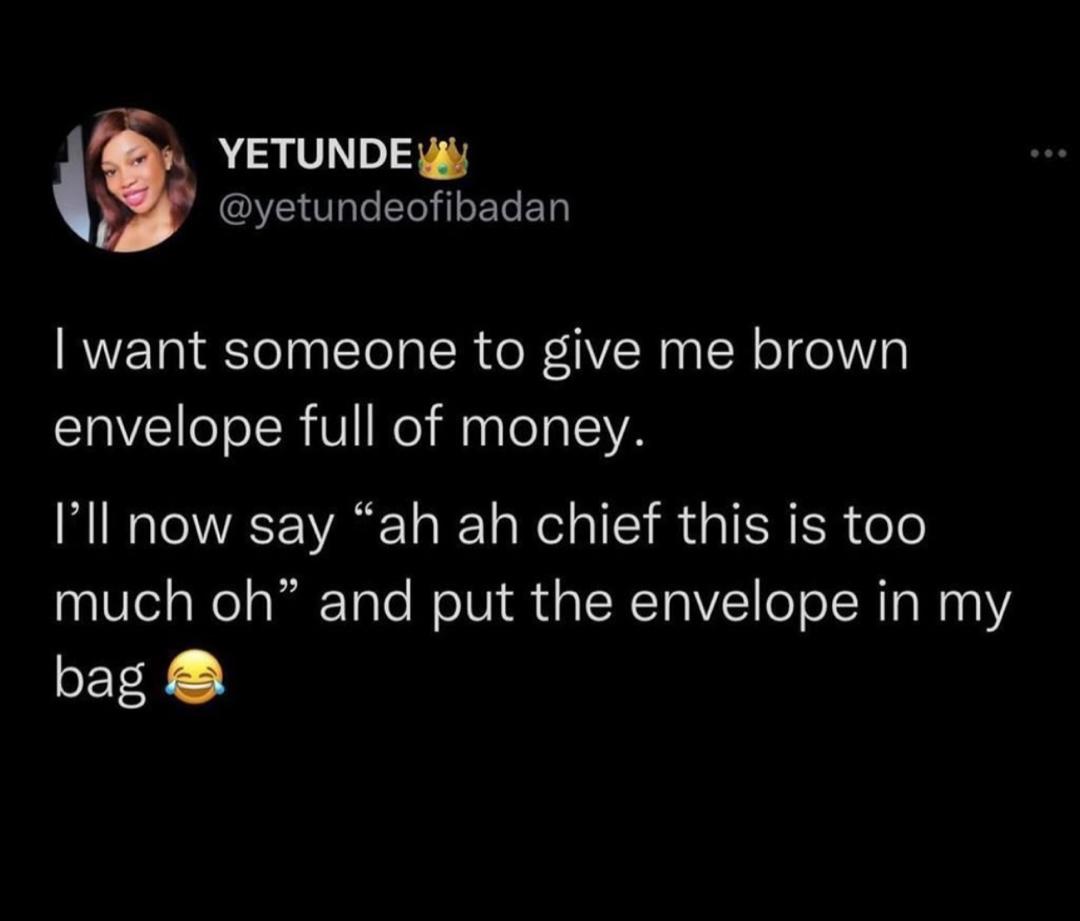 YETUNDE👑
@yetundeofibadan
I want someone to give me brown
envelope full of money.
I’ll now say “ah ah chief this is too
much oh” and put the envelope in my
bag 😂